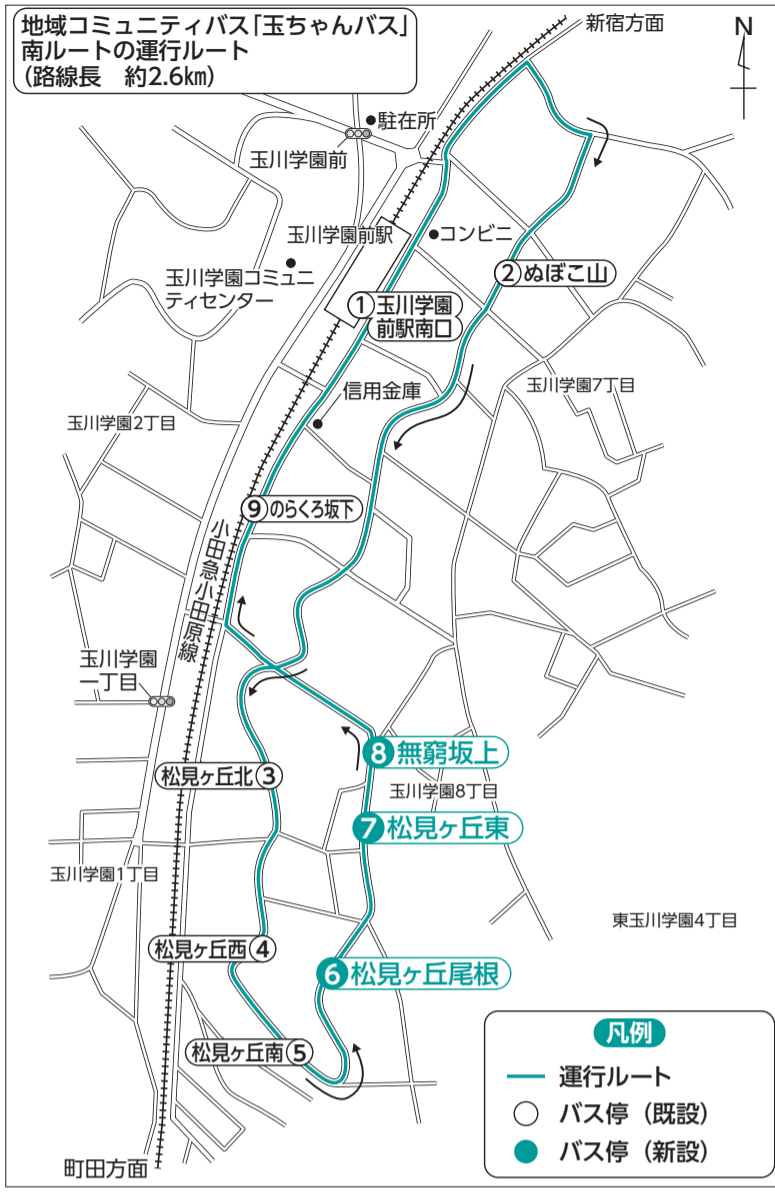 地域コミュニティバス「玉ちゃんバス」
南ルートの運行ルート
(路線長　約2.6km)
新宿方面
N
駐在所
玉川学園前
玉川学園前駅
コンビニ
玉川学園コミュニ
ティセンター
②ぬぼこ山
①玉川学園
前駅南口
信用金庫
玉川学園7丁目
玉川学園2丁目
⑨のらくろ坂下
小田急小田原線
玉川学園
一丁目
⑧無窮坂上
松見ヶ丘北③
玉川学園8丁目
⑦松見ヶ丘東
玉川学園1丁目
東玉川学園4丁目
松見ヶ丘西④
⑥松見ヶ丘尾根
松見ヶ丘南⑤
凡例
運行ルート
バス停（既設）
バス停（新設）
町田方面